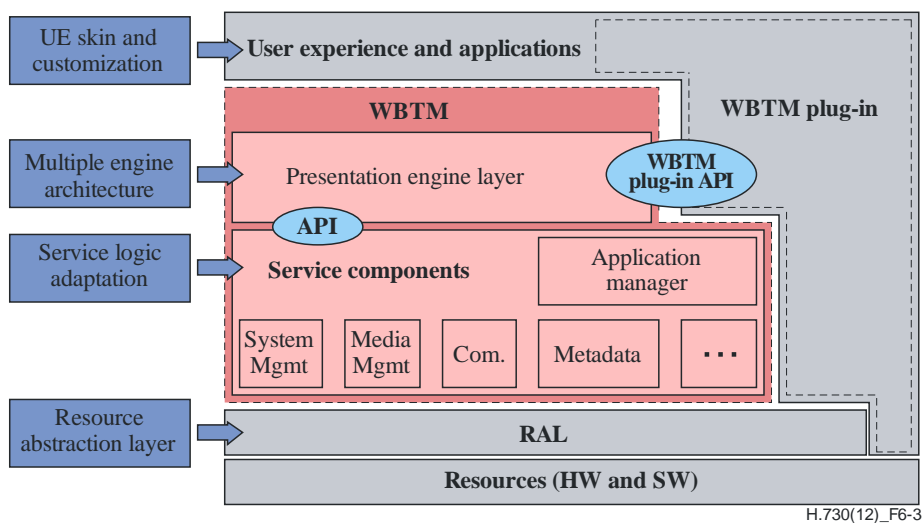 UE skin and
customization
User experience and applications
WBTM plug-in
WBTM
Multiple engine
architecture
Presentation engine layer
WBTM
plug-in API
API
Service logic
adaptation
Service components
Application
manager
System
Mgmt
Media
Mgmt
Com.
Metadata
...
Resource
abstraction layer
RAL
Resources (HW and SW)
H.730(12)_F6-3